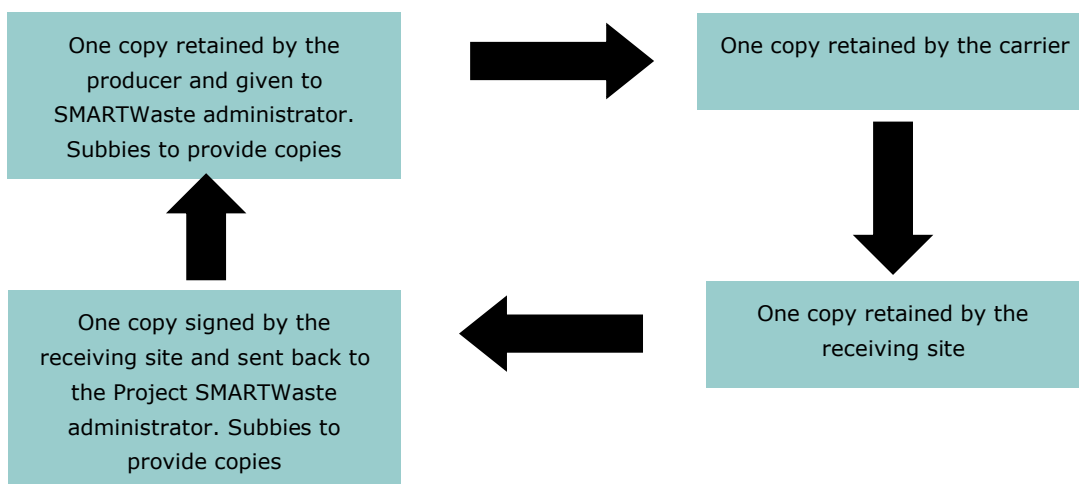 One copy retained by the
producer and given to
SMARTWaste administrator.
Subbies to provide copies
One copy retained by the carrier
One copy retained by the
receiving site
One copy signed by the
receiving site and sent back to
the Project SMARTWaste
administrator. Subbies to
provide copies